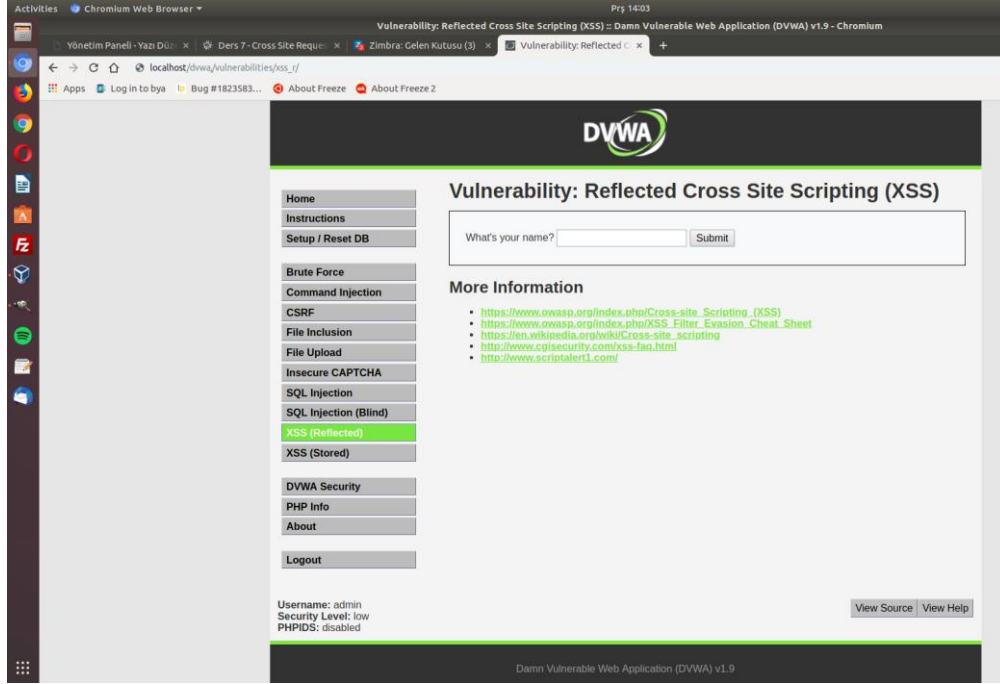 Activities Chromium Web Browser Prş 14:03
Vulnerability: Reflected Cross Site Scripting (XSS) :: Damn Vulnerable Web Application (DVWA) v1.9 - Chromium
Yönetim Paneli - Yazı Düz Ders 7 - Cross Site Reques Zimbra: Gelen Kutusu (3) Vulnerability: Reflected C
localhost/dvwa/vulnerabilities/xss_r/
Apps Log in to bya Bug #1823583... About Freeze About Freeze 2
DVWA
Vulnerability: Reflected Cross Site Scripting (XSS)
What's your name? Submit
More Information
https://www.owasp.org/index.php/Cross-site_Scripting_(XSS)
https://www.owasp.org/index.php/XSS_Filter_Evasion_Cheat_Sheet
https://en.wikipedia.org/wiki/Cross-site_scripting
http://www.cgisecurity.com/xss-faq.html
http://www.scriptalert1.com/
Home
Instructions
Setup / Reset DB
Brute Force
Command Injection
CSRF
File Inclusion
File Upload
Insecure CAPTCHA
SQL Injection
SQL Injection (Blind)
XSS (Reflected)
XSS (Stored)
DVWA Security
PHP Info
About
Logout
Username: admin
Security Level: low
PHPIDS: disabled
View Source View Help
Damn Vulnerable Web Application (DVWA) v1.9